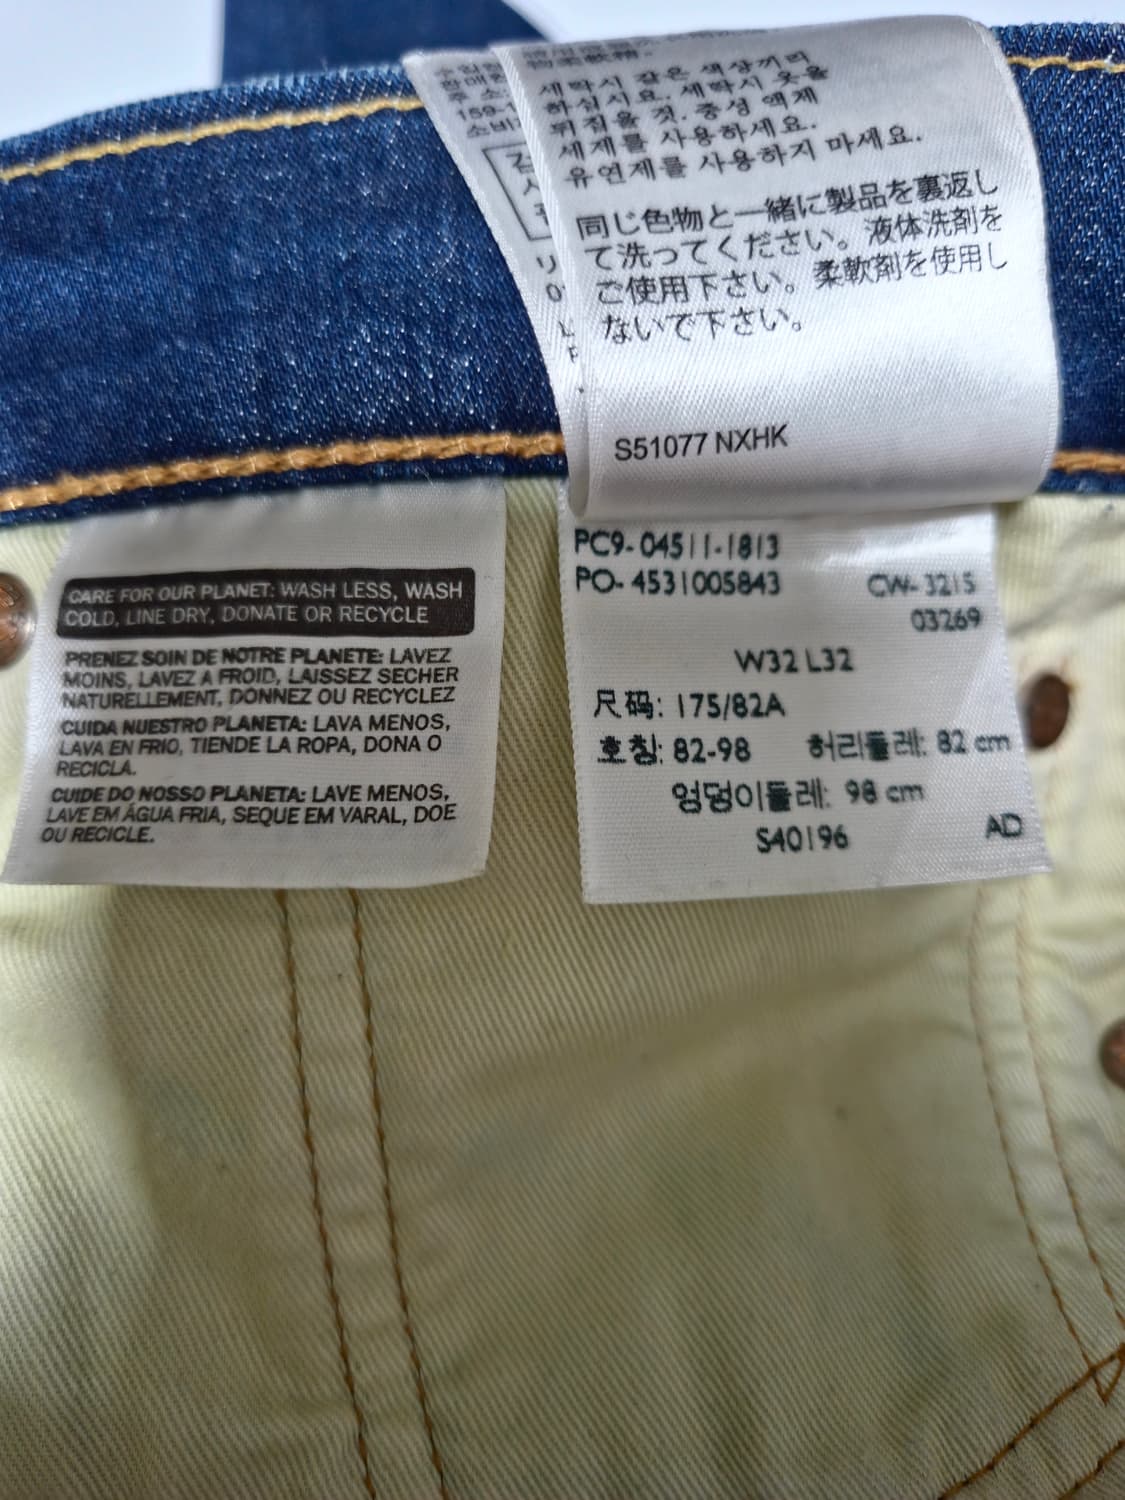 세탁시 같은 색상끼리
하십시요. 세탁시 옷을
뒤집을 것. 중성 액제
세제를 사용하세요.
유연제를 사용하지 마세요.
同じ色物と一緒に製品を裏返し
て洗ってください。液体洗剤を
ご使用下さい。柔軟剤を使用し
ないで下さい。
S51077 NXHK
CARE FOR OUR PLANET: WASH LESS, WASH
COLD, LINE DRY, DONATE OR RECYCLE
PRENEZ SOIN DE NOTRE PLANETE: LAVEZ
MOINS, LAVEZ A FROID, LAISSEZ SECHER
NATURELLEMENT, DONNEZ OU RECYCLEZ
CUIDA NUESTRO PLANETA: LAVA MENOS,
LAVA EN FRIO, TIENDE LA ROPA, DONA O
RECICLA.
CUIDE DO NOSSO PLANETA: LAVE MENOS,
LAVE EM ÁGUA FRIA, SEQUE EM VARAL, DOE
OU RECICLE.
PC9-04511-1813
PO-4531005843 CW-3215
03269
W32 L32
尺码: 175/82A
호칭: 82-98 허리둘레: 82 cm
엉덩이둘레: 98 cm
S40196 AD